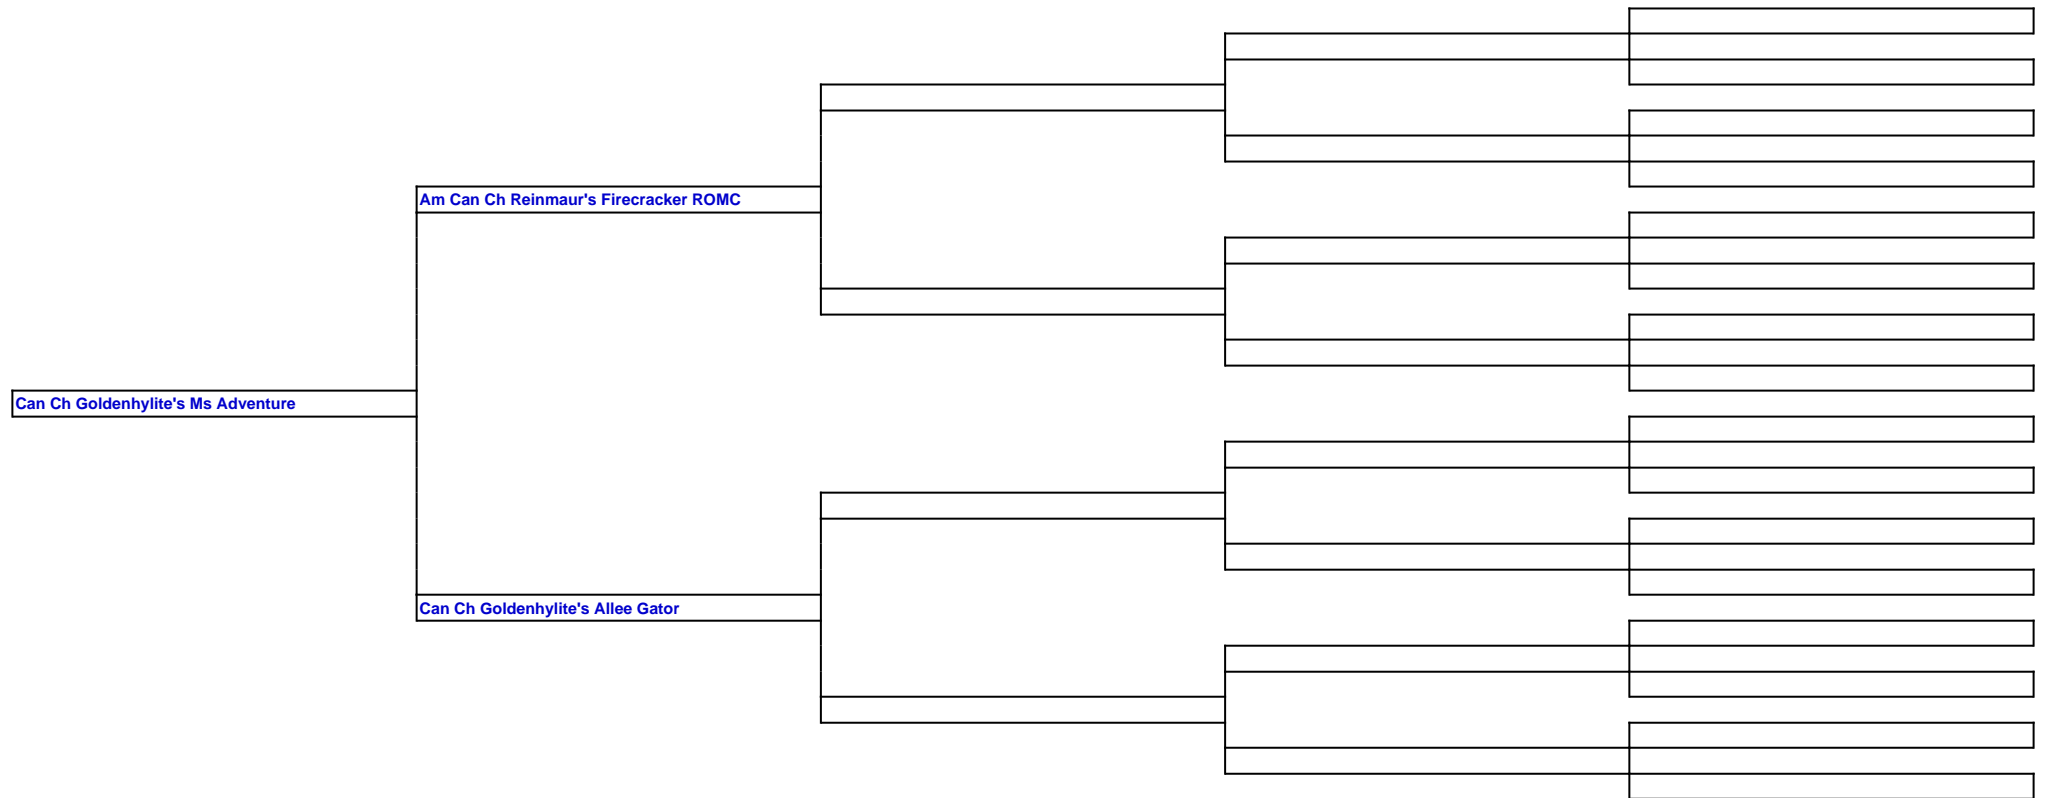 Am Can Ch Reinmaur's Firecracker ROMC
Can Ch Goldenhylite's Ms Adventure
Can Ch Goldenhylite's Allee Gator